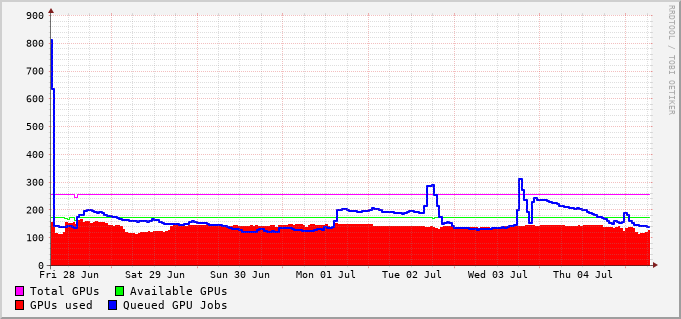 900
800
700
600
500
400
300
200
100
0
Fri 28 Jun Sat 29 Jun Sun 30 Jun Mon 01 Jul Tue 02 Jul Wed 03 Jul Thu 04 Jul
Total GPUs Available GPUs
GPUs used Queued GPU Jobs
RRDTOOL / TOBI OETIKER